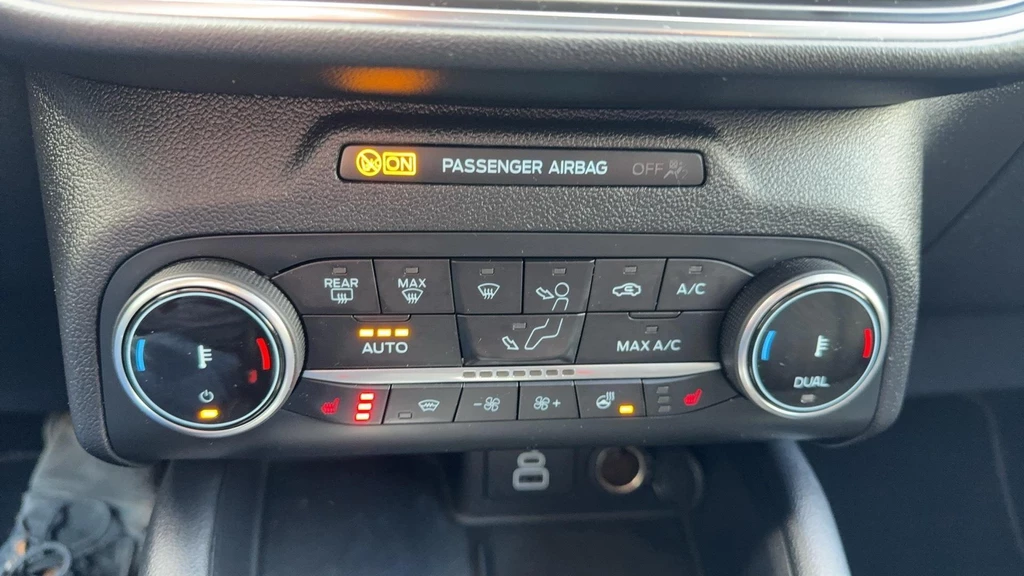 ON PASSENGER AIRBAG OFF
REAR MAX A/C
AUTO MAX A/C
DUAL
- +